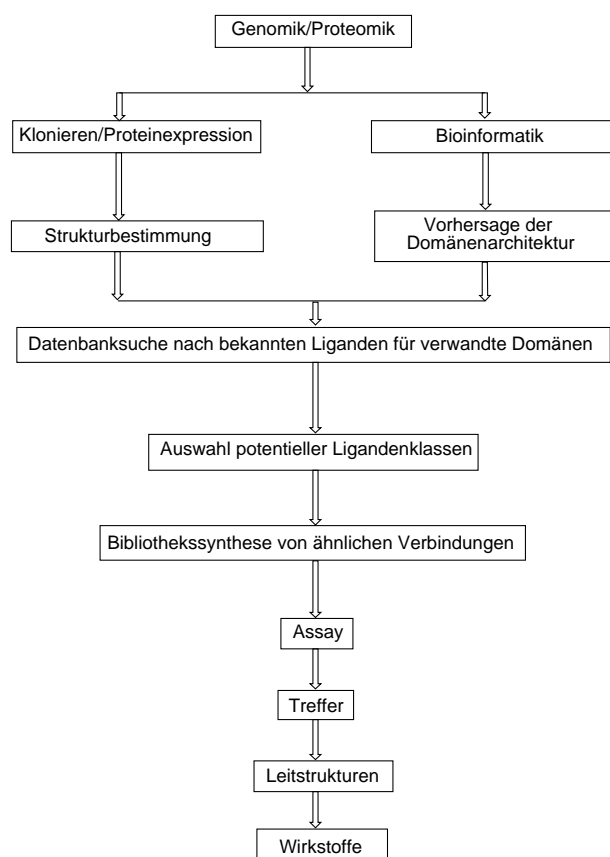 Genomik/Proteomik
Klonieren/Proteinexpression
Bioinformatik
Strukturbestimmung
Vorhersage der
Domänenarchitektur
Datenbanksuche nach bekannten Liganden für verwandte Domänen
Auswahl potentieller Ligandenklassen
Bibliothekssynthese von ähnlichen Verbindungen
Assay
Treffer
Leitstrukturen
Wirkstoffe